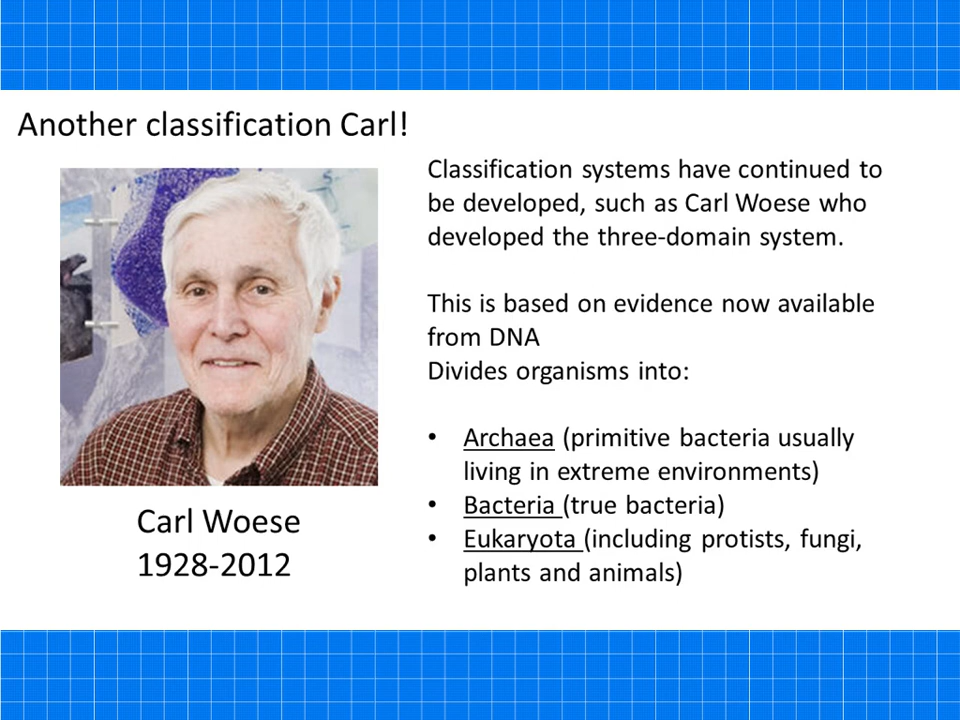 Another classification Carl!
Classification systems have continued to
be developed, such as Carl Woese who
developed the three-domain system.
This is based on evidence now available
from DNA
Divides organisms into:
• Archaea (primitive bacteria usually
living in extreme environments)
• Bacteria (true bacteria)
• Eukaryota (including protists, fungi,
plants and animals)
Carl Woese
1928-2012